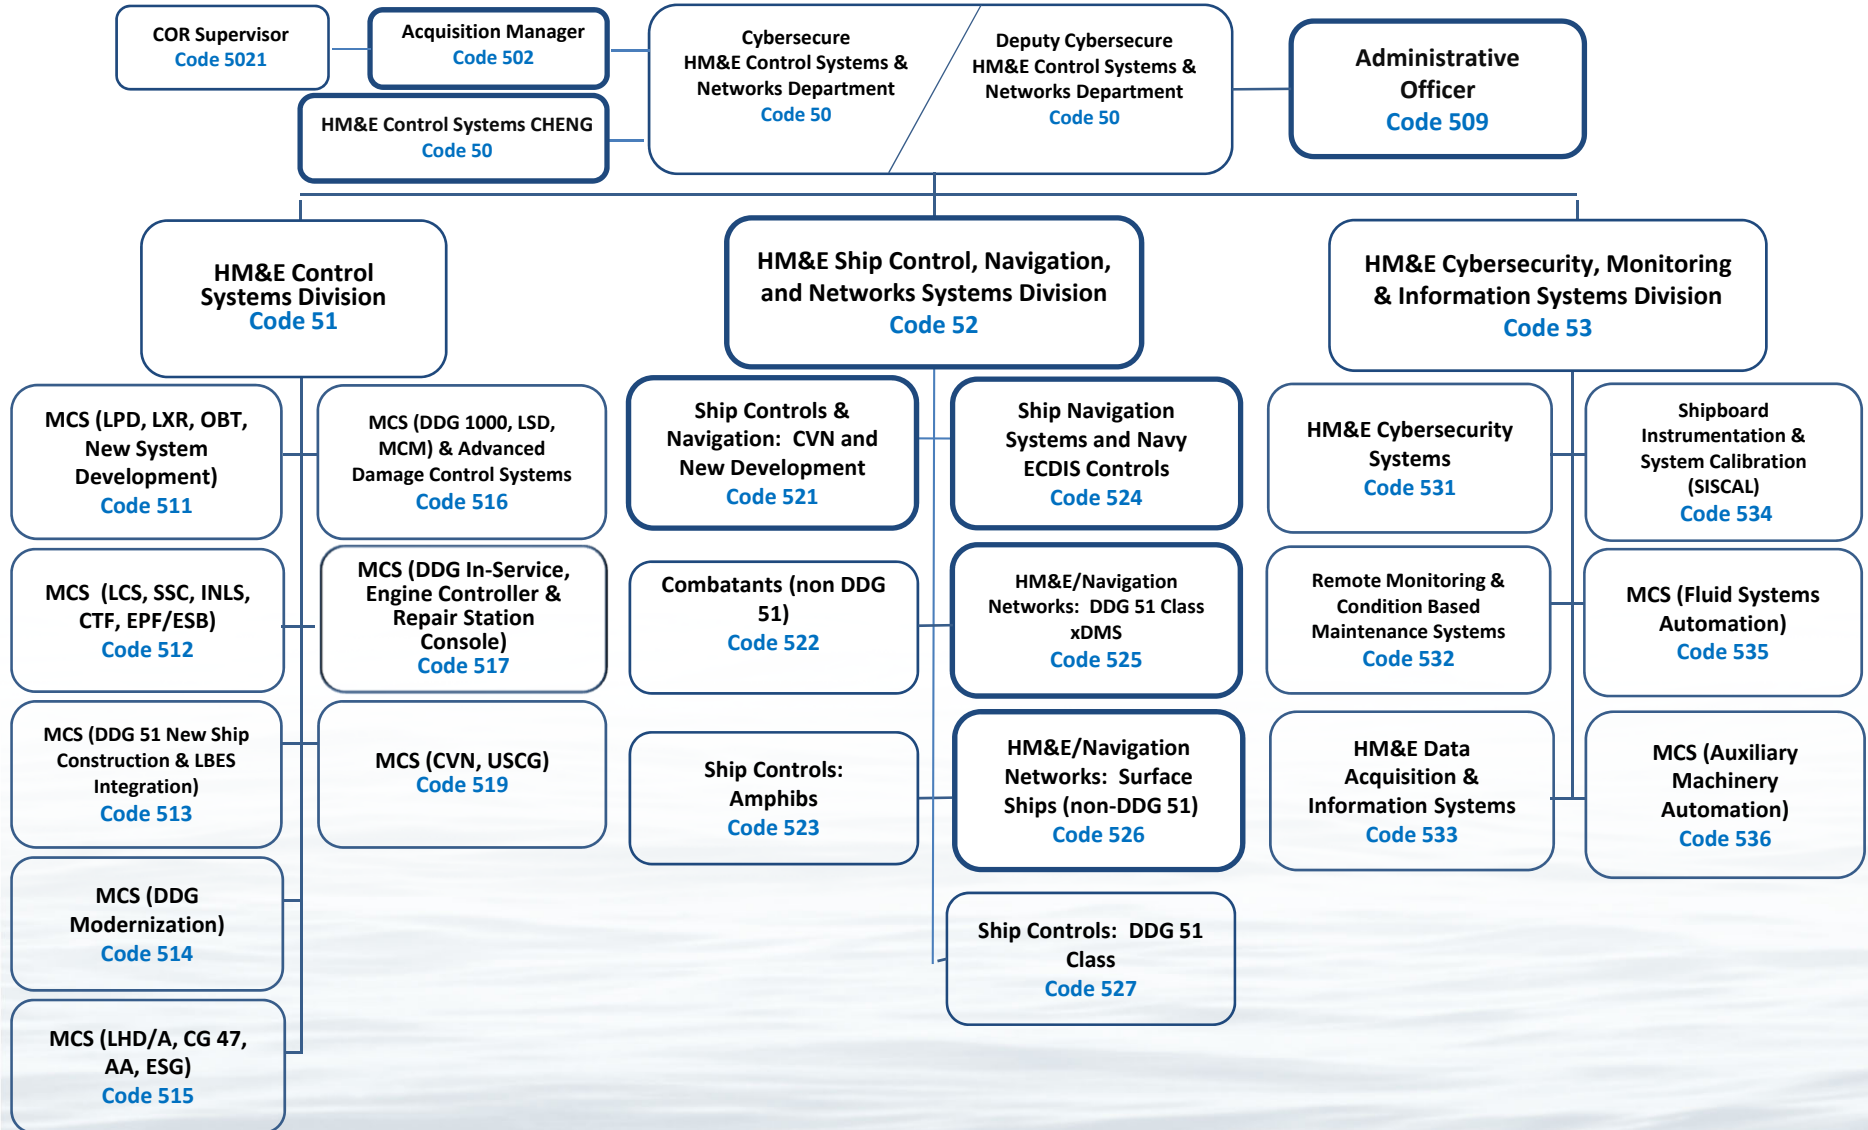 COR Supervisor
Code 5021
Acquisition Manager
Code 502
HM&E Control Systems CHENG
Code 50
Cybersecure
HM&E Control Systems &
Networks Department
Code 50
Deputy Cybersecure
HM&E Control Systems &
Networks Department
Code 50
Administrative
Officer
Code 509
HM&E Control
Systems Division
Code 51
MCS (LPD, LXR, OBT,
New System
Development)
Code 511
MCS (LCS, SSC, INLS,
CTF, EPF/ESB)
Code 512
MCS (DDG 51 New Ship
Construction & LBES
Integration)
Code 513
MCS (DDG
Modernization)
Code 514
MCS (LHD/A, CG 47,
AA, ESG)
Code 515
MCS (DDG 1000, LSD,
MCM) & Advanced
Damage Control Systems
Code 516
MCS (DDG In-Service,
Engine Controller &
Repair Station
Console)
Code 517
MCS (CVN, USCG)
Code 519
HM&E Ship Control, Navigation,
and Networks Systems Division
Code 52
Ship Controls &
Navigation: CVN and
New Development
Code 521
Combatants (non DDG
51)
Code 522
Ship Controls:
Amphibs
Code 523
Ship Navigation
Systems and Navy
ECDIS Controls
Code 524
HM&E/Navigation
Networks: DDG 51 Class
xDMS
Code 525
HM&E/Navigation
Networks: Surface
Ships (non-DDG 51)
Code 526
Ship Controls: DDG 51
Class
Code 527
HM&E Cybersecurity, Monitoring
& Information Systems Division
Code 53
HM&E Cybersecurity
Systems
Code 531
Remote Monitoring &
Condition Based
Maintenance Systems
Code 532
HM&E Data
Acquisition &
Information Systems
Code 533
Shipboard
Instrumentation &
System Calibration
(SISCAL)
Code 534
MCS (Fluid Systems
Automation)
Code 535
MCS (Auxiliary
Machinery
Automation)
Code 536